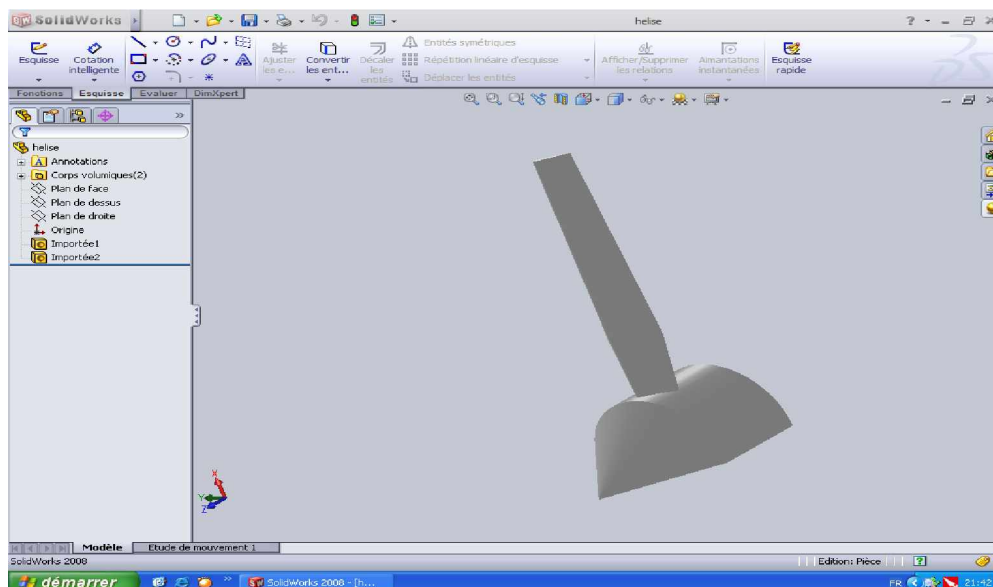 SolidWorks
helise
Esquisse
Cotation intelligente
Ajuster les e...
Convertir les ent...
Décaler les entités
Entités symétriques
Répétition linéaire d'esquisse
Déplacer les entités
Afficher/Supprimer les relations
Aimantations instantanées
Esquisse rapide
Fonctions Esquisse Evaluer DimXpert
helise
Annotations
Corps volumiques(2)
Plan de face
Plan de dessus
Plan de droite
Origine
Importée1
Importée2
X
Y
Z
Modèle Etude de mouvement 1
SolidWorks 2008
Edition: Pièce
démarrer
SolidWorks 2008 - [h...
FR
21:42